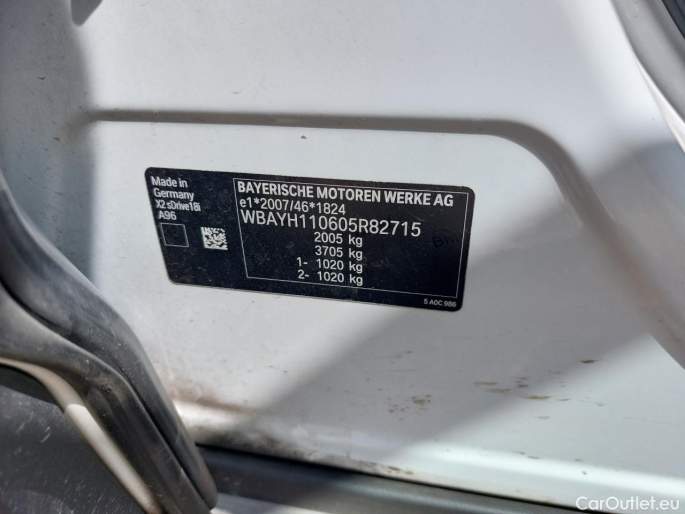 Made in
Germany
X2 sDrive18i
A96
BAYERISCHE MOTOREN WERKE AG
e1*2007/46*1824
WBAYH110605R82715
2005 kg
3705 kg
1- 1020 kg
2- 1020 kg
5 A0C 986
CarOutlet.eu